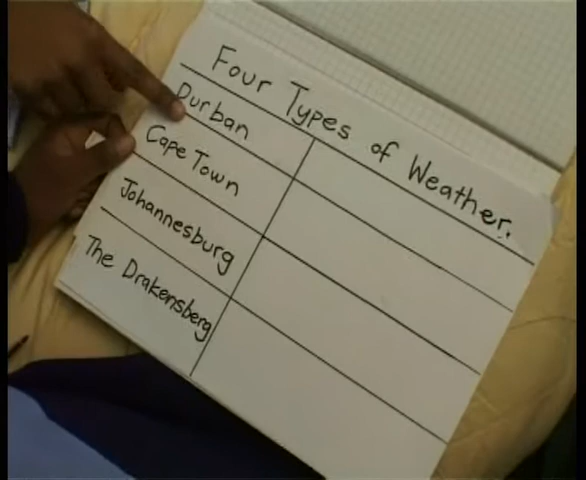 Four Types of Weather.
Durban
Cape Town
Johannesburg
The Drakensberg